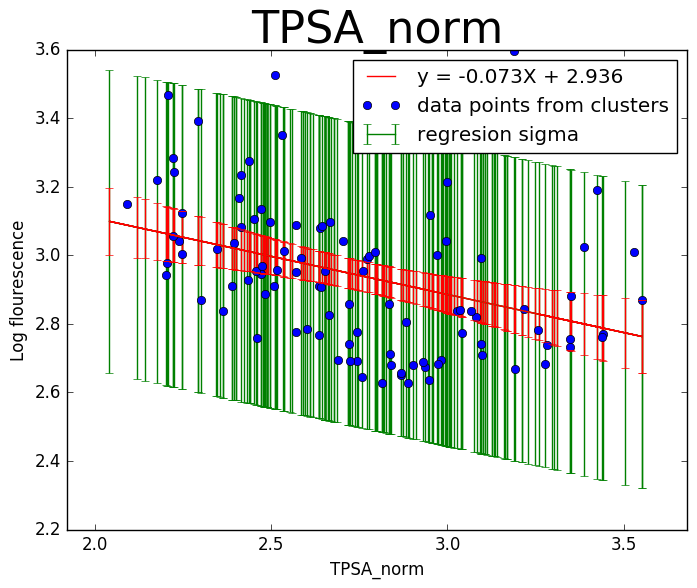 TPSA_norm
3.6
3.4
3.2
3.0
2.8
2.6
2.4
2.2
Log flourescence
y = -0.073X + 2.936
data points from clusters
regresion sigma
2.0
2.5
3.0
3.5
TPSA_norm